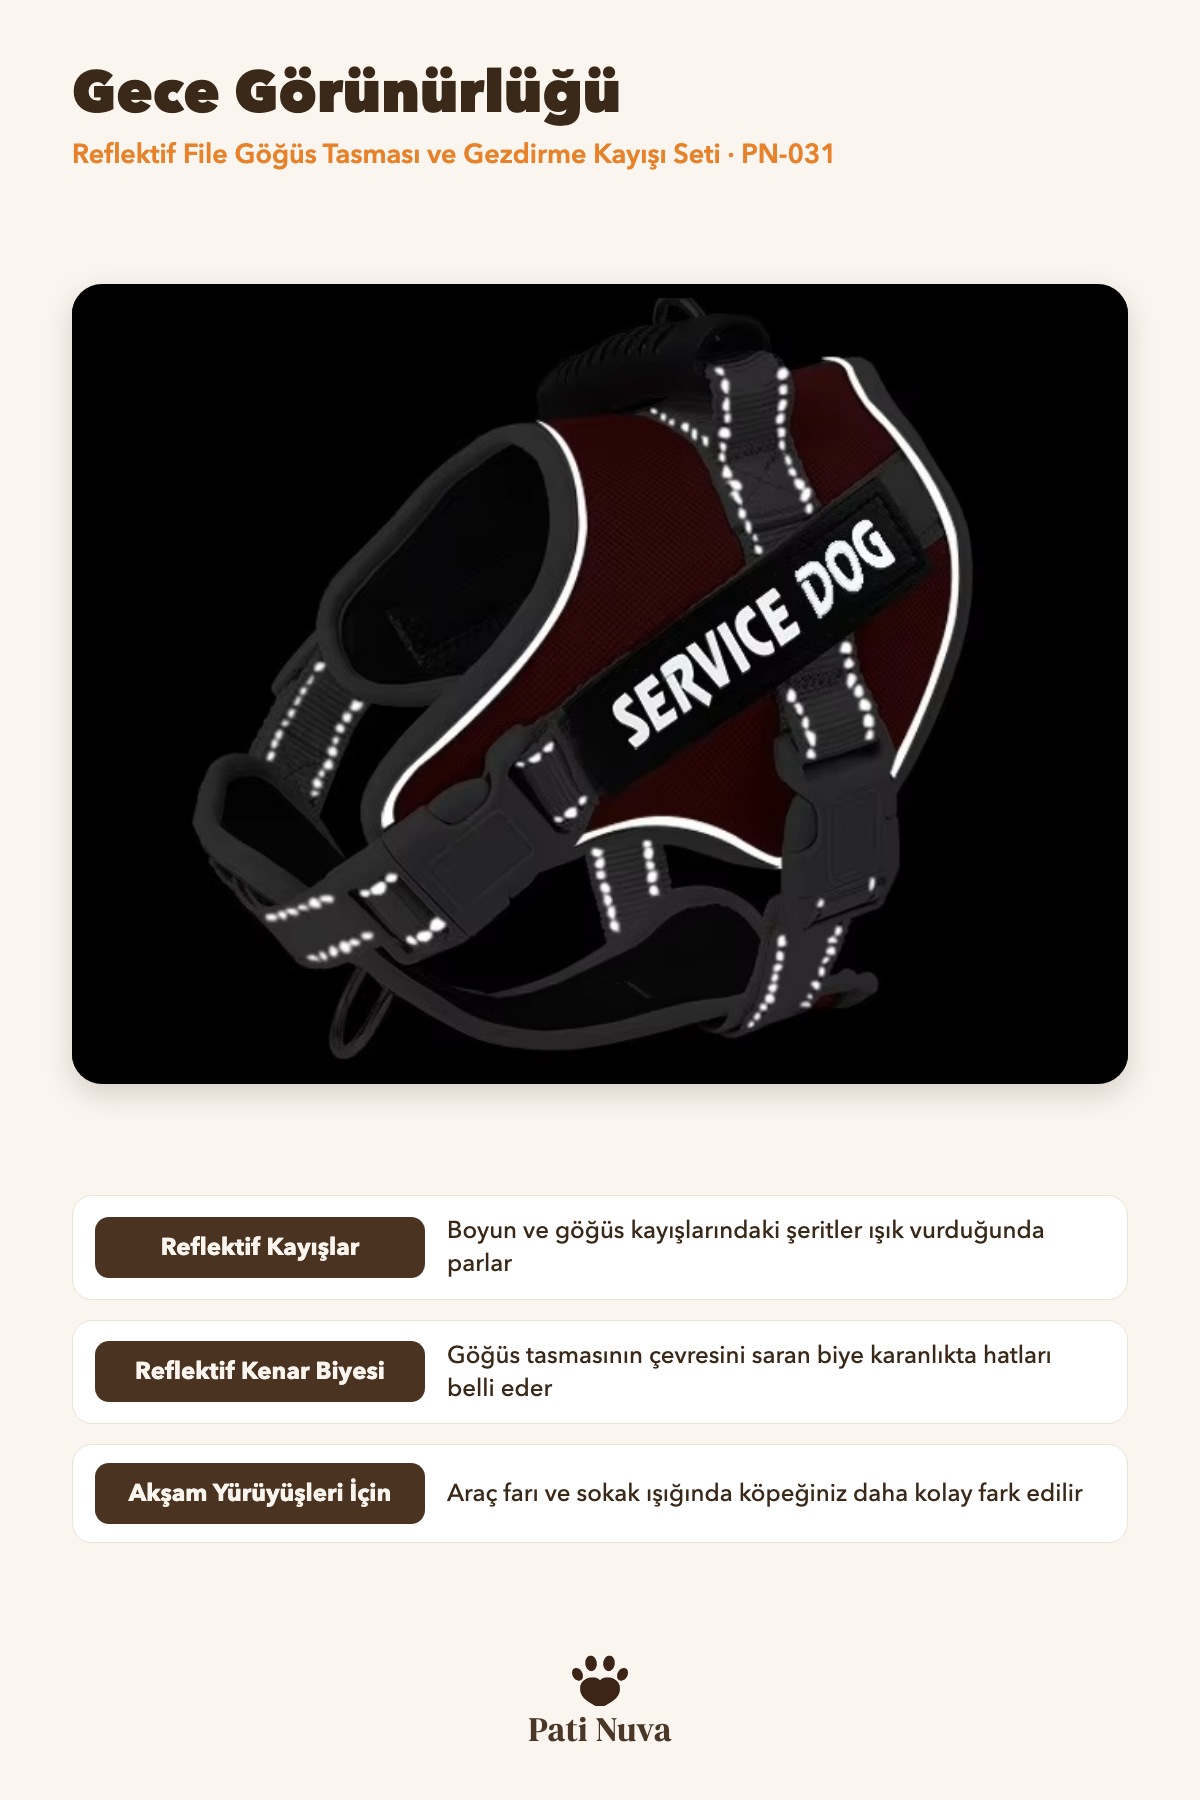 Gece Görünürlüğü
Reflektif File Göğüs Tasması ve Gezdirme Kayışı Seti · PN-031
SERVICE DOG
Reflektif Kayışlar
Boyun ve göğüs kayışlarındaki şeritler ışık vurduğunda
parlar
Reflektif Kenar Biyesi
Göğüs tasmasının çevresini saran biye karanlıkta hatları
belli eder
Akşam Yürüyüşleri İçin
Araç farı ve sokak ışığında köpeğiniz daha kolay fark edilir
Pati Nuva